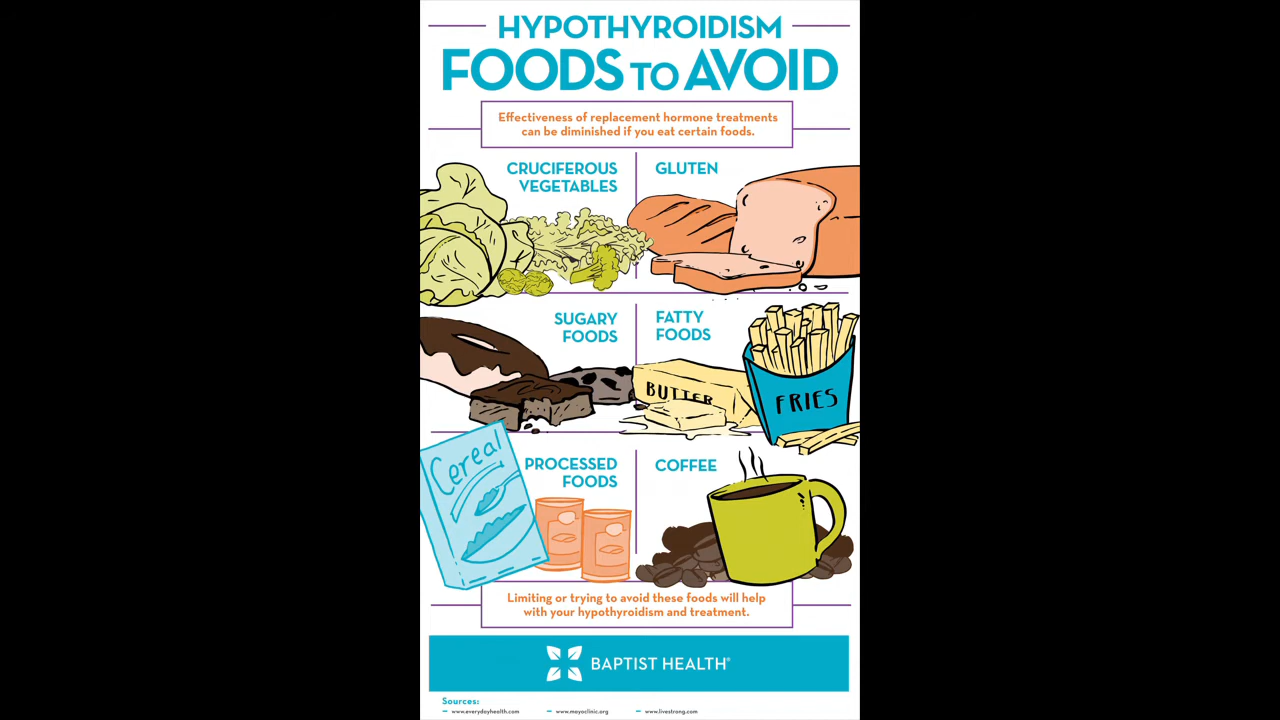 HYPOTHYROIDISM
FOODS TO AVOID
Effectiveness of replacement hormone treatments
can be diminished if you eat certain foods.
CRUCIFEROUS
VEGETABLES
GLUTEN
SUGARY
FOODS
FATTY
FOODS
BUTTER
FRIES
Cereal
PROCESSED
FOODS
COFFEE
Limiting or trying to avoid these foods will help
with your hypothyroidism and treatment.
BAPTIST HEALTH®
Sources:
– www.everydayhealth.com – www.mayoclinic.org – www.livestrong.com